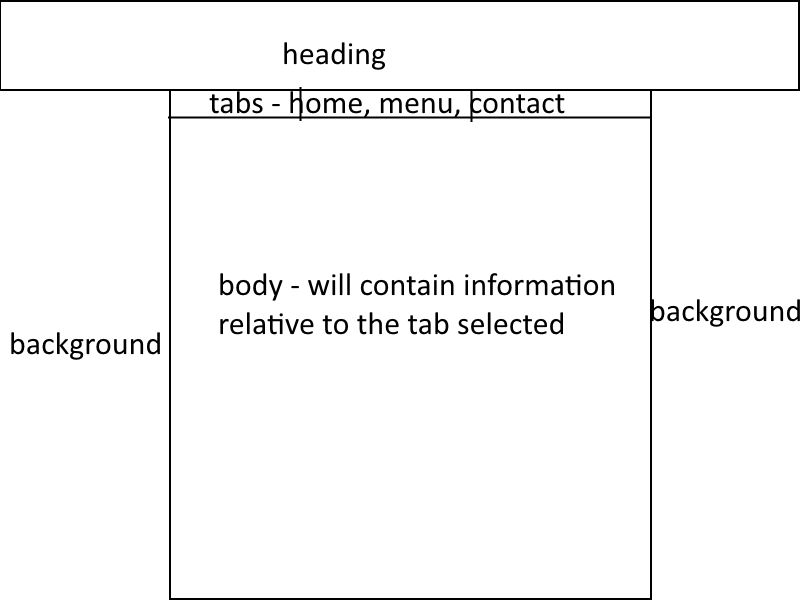 heading
tabs - home, menu, contact
body - will contain information
relative to the tab selected
background
background